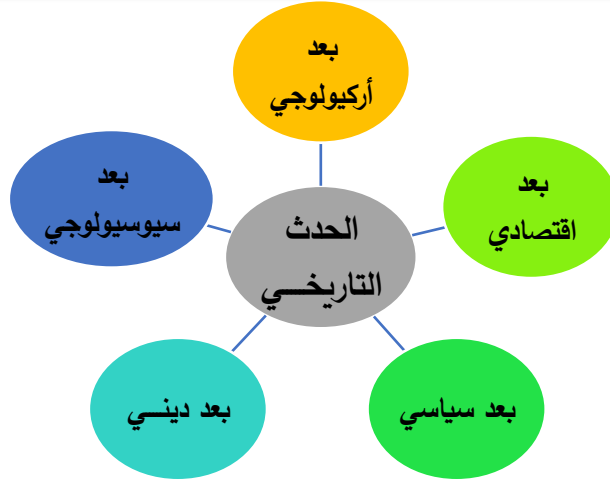 بعد
أركيولوجي
بعد
اقتصادي
بعد
سيوسيولوجي
الحدث
التاريخـــي
بعد سياسي
بعد دينـــي